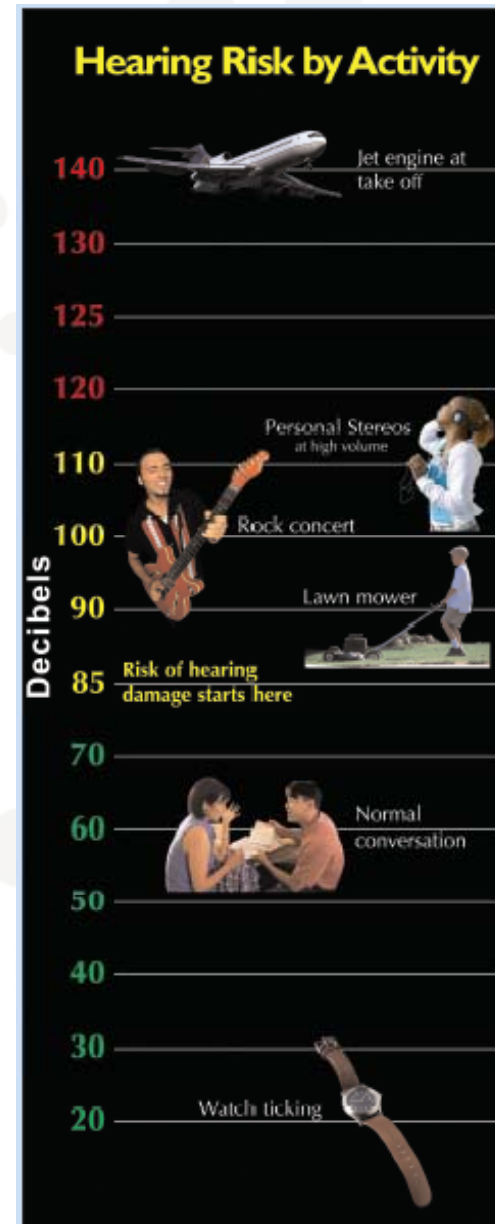 Hearing Risk by Activity
140
Jet engine at
take off
130
125
120
Personal Stereos
at high volume
110
Rock concert
100
Lawn mower
90
Decibels
Risk of hearing
damage starts here
85
70
Normal
conversation
60
50
40
30
Watch ticking
20